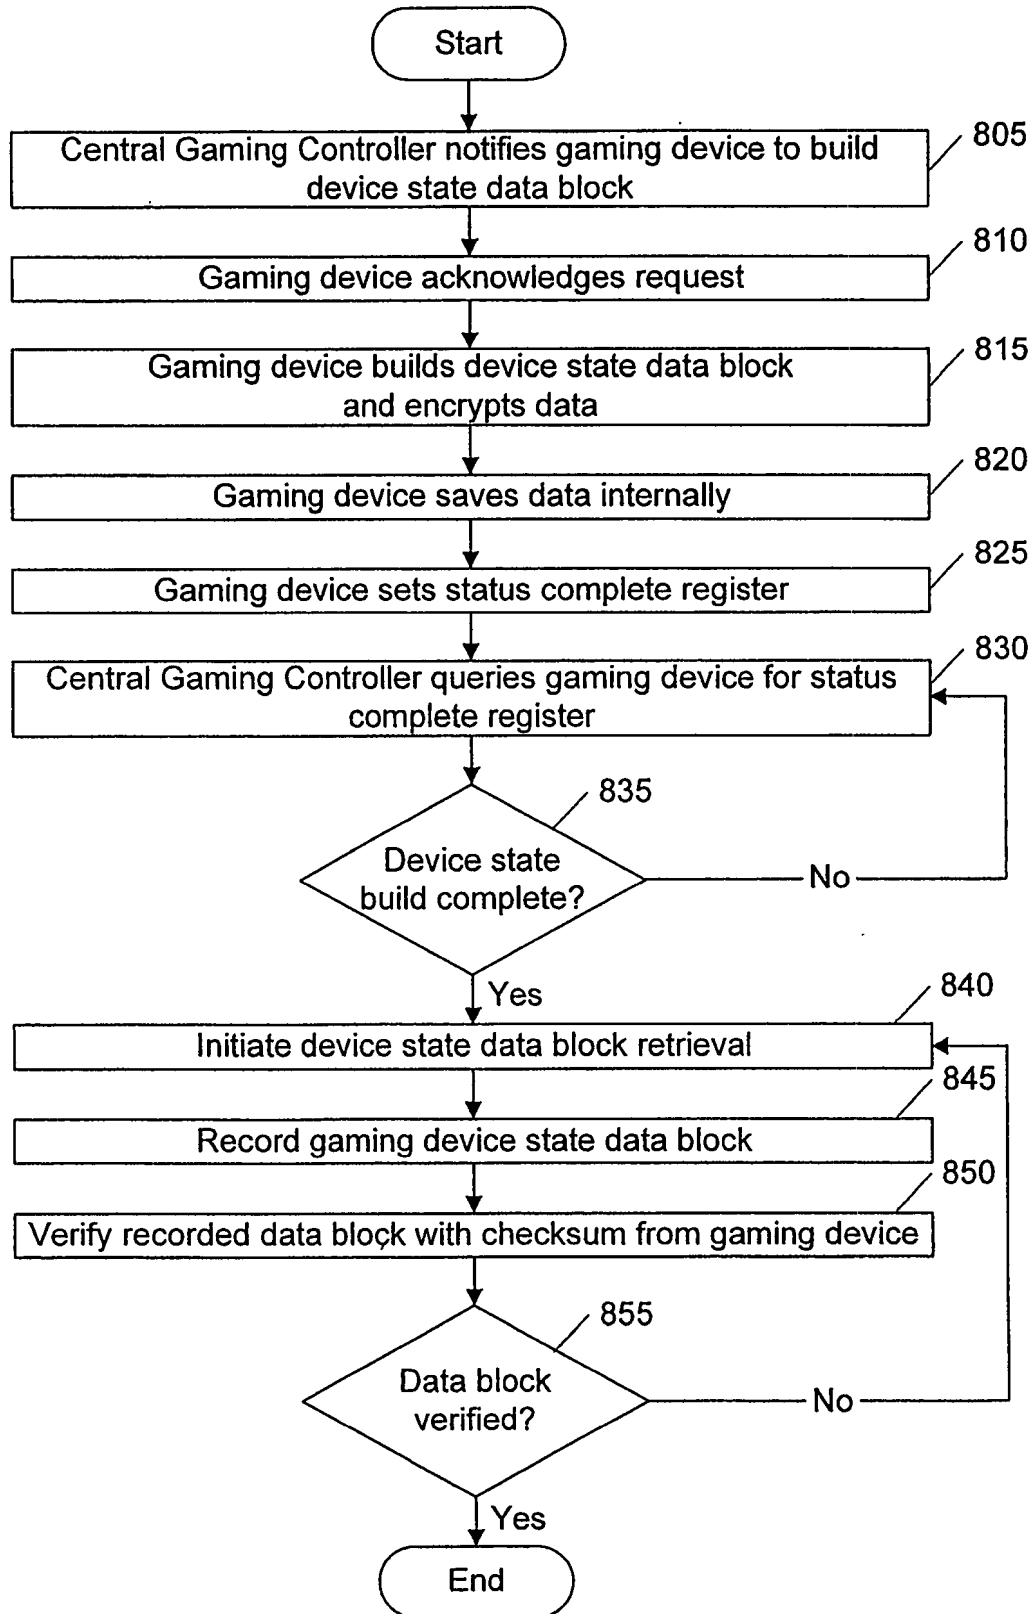 Start
805
Central Gaming Controller notifies gaming device to build
device state data block
810
Gaming device acknowledges request
815
Gaming device builds device state data block
and encrypts data
820
Gaming device saves data internally
825
Gaming device sets status complete register
830
Central Gaming Controller queries gaming device for status
complete register
835
Device state
build complete?
No
Yes
840
Initiate device state data block retrieval
845
Record gaming device state data block
850
Verify recorded data block with checksum from gaming device
855
Data block
verified?
No
Yes
End